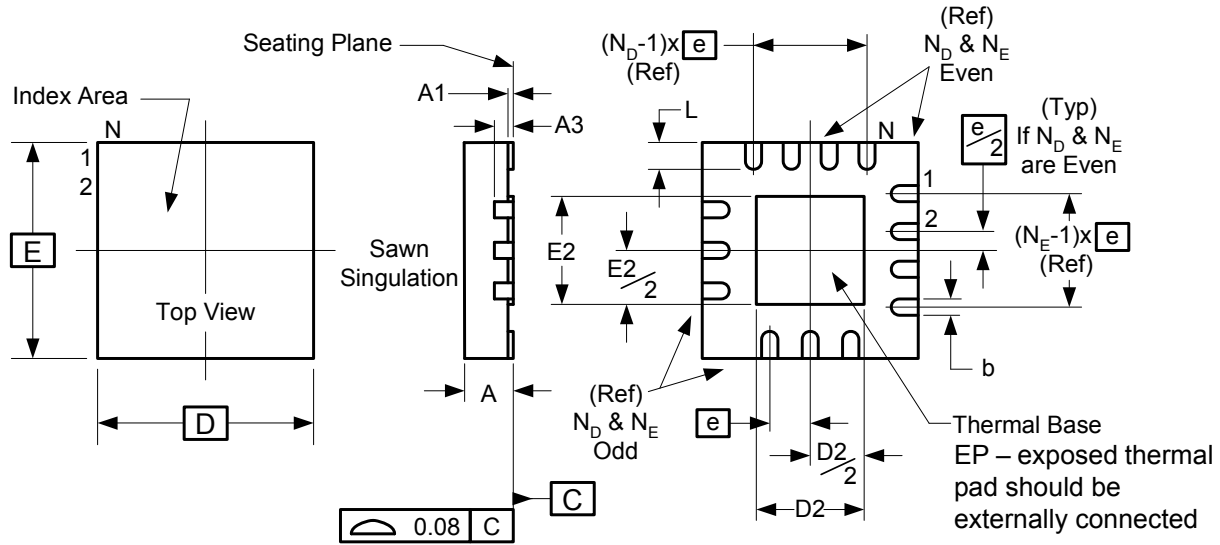 Seating Plane
Index Area
N
1
2
E
Top View
D
A1
A3
Sawn
Singulation
A
C
0.08 C
(N_D-1)x e
(Ref)
L
(Ref)
N_D & N_E
Even
N
e/2
(Typ)
If N_D & N_E
are Even
1
2
(N_E-1)x e
(Ref)
E2
E2/2
b
(Ref)
N_D & N_E
Odd
e
D2/2
D2
Thermal Base
EP – exposed thermal
pad should be
externally connected